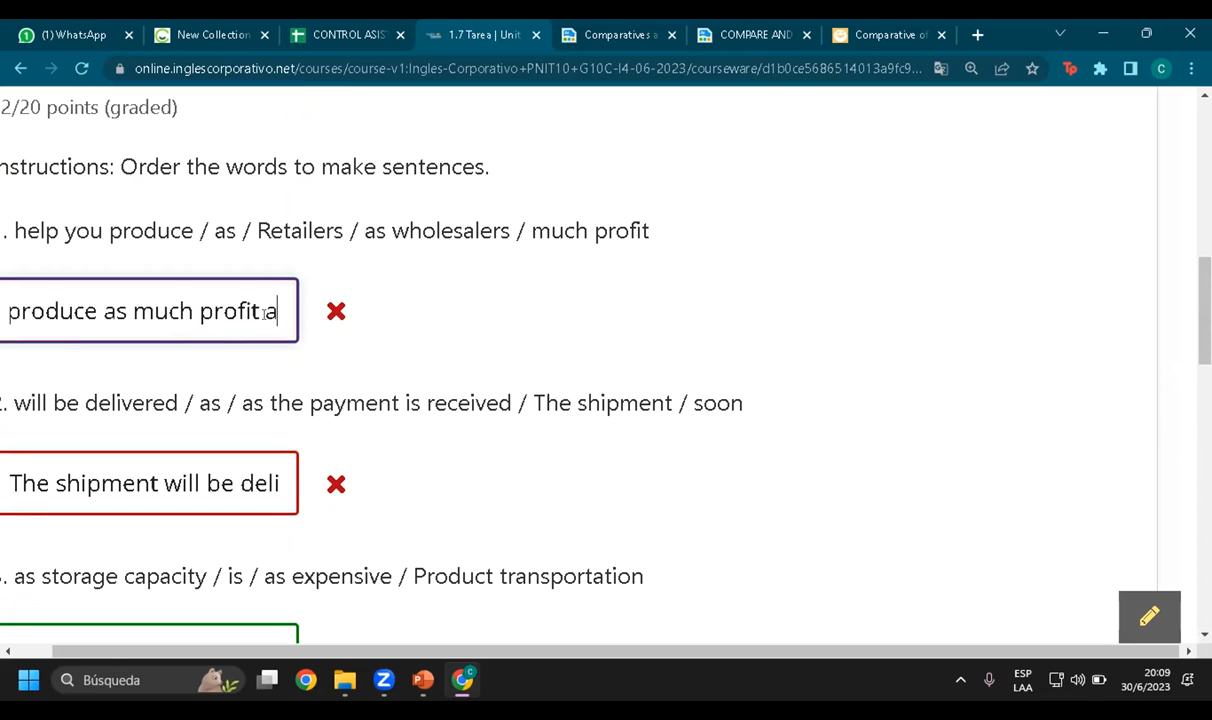 (1) WhatsApp
New Collection
CONTROL ASIS
1.7 Tarea | Unit
Comparatives a
COMPARE AND
Comparative of
online.inglescorporativo.net/courses/course-v1:Ingles-Corporativo+PNIT10+G10C-I4-06-2023/courseware/d1b0ce5686514013a9fc9...
2/20 points (graded)
nstructions: Order the words to make sentences.
. help you produce / as / Retailers / as wholesalers / much profit
produce as much profit a
. will be delivered / as / as the payment is received / The shipment / soon
The shipment will be deli
. as storage capacity / is / as expensive / Product transportation
Búsqueda
ESP
LAA
20:09
30/6/2023